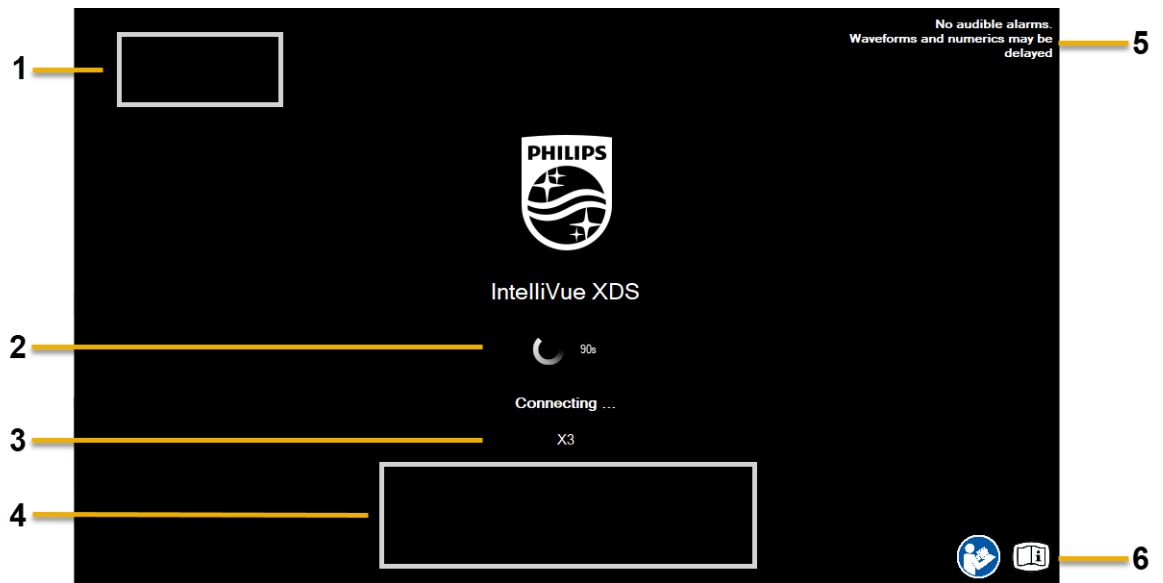 No audible alarms.
Waveforms and numerics may be
delayed
1
5
PHILIPS
IntelliVue XDS
2
90s
Connecting ...
3
X3
4
6